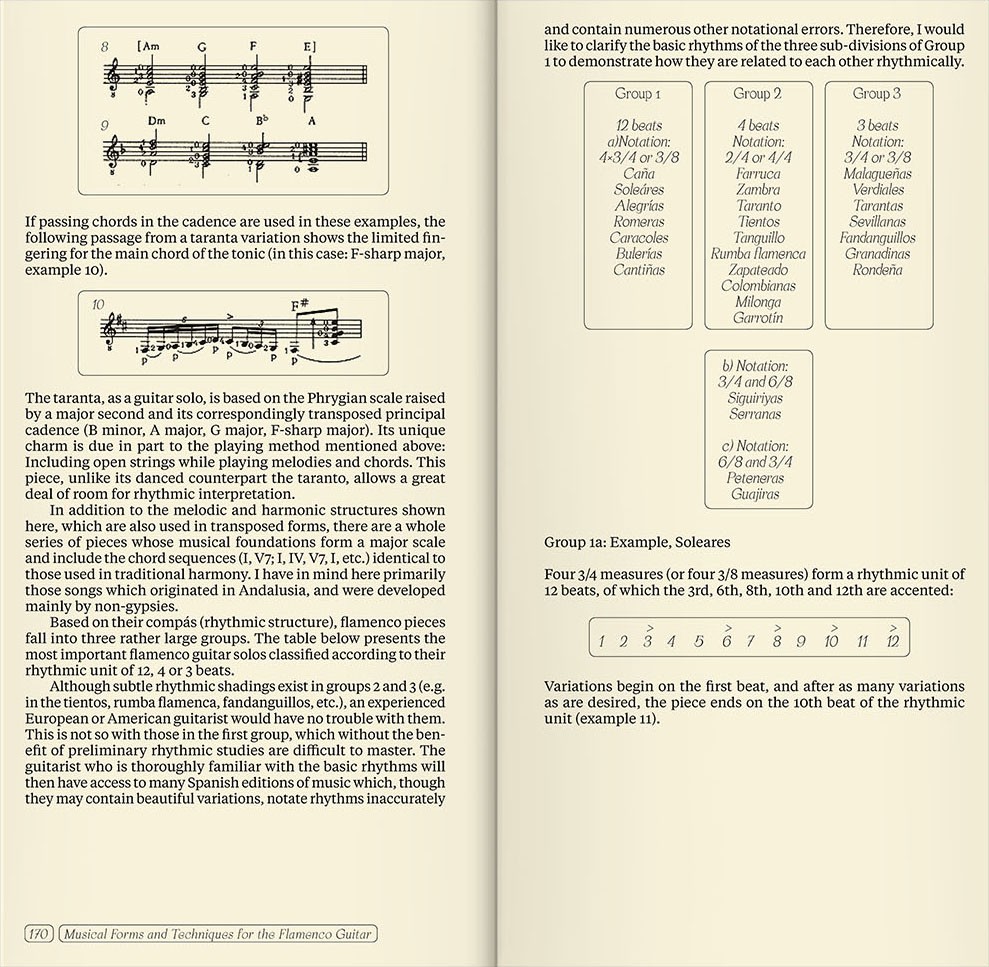 8 [Am G F E]
9 Dm C Bb A
If passing chords in the cadence are used in these examples, the
following passage from a taranta variation shows the limited fin-
gering for the main chord of the tonic (in this case: F-sharp major,
example 10).
10 F#
6 > 3
p p p p p
The taranta, as a guitar solo, is based on the Phrygian scale raised
by a major second and its correspondingly transposed principal
cadence (B minor, A major, G major, F-sharp major). Its unique
charm is due in part to the playing method mentioned above:
Including open strings while playing melodies and chords. This
piece, unlike its danced counterpart the taranto, allows a great
deal of room for rhythmic interpretation.
In addition to the melodic and harmonic structures shown
here, which are also used in transposed forms, there are a whole
series of pieces whose musical foundations form a major scale
and include the chord sequences (I, V7; I, IV, V7, I, etc.) identical to
those used in traditional harmony. I have in mind here primarily
those songs which originated in Andalusia, and were developed
mainly by non-gypsies.
Based on their compás (rhythmic structure), flamenco pieces
fall into three rather large groups. The table below presents the
most important flamenco guitar solos classified according to their
rhythmic unit of 12, 4 or 3 beats.
Although subtle rhythmic shadings exist in groups 2 and 3 (e.g.
in the tientos, rumba flamenca, fandanguillos, etc.), an experienced
European or American guitarist would have no trouble with them.
This is not so with those in the first group, which without the ben-
efit of preliminary rhythmic studies are difficult to master. The
guitarist who is thoroughly familiar with the basic rhythms will
then have access to many Spanish editions of music which, though
they may contain beautiful variations, notate rhythms inaccurately
170 Musical Forms and Techniques for the Flamenco Guitar
and contain numerous other notational errors. Therefore, I would
like to clarify the basic rhythms of the three sub-divisions of Group
1 to demonstrate how they are related to each other rhythmically.
Group 1
12 beats
a)Notation:
4×3/4 or 3/8
Caña
Soleáres
Alegrías
Romeras
Caracoles
Bulerías
Cantiñas
Group 2
4 beats
Notation:
2/4 or 4/4
Farruca
Zambra
Taranto
Tientos
Tanguillo
Rumba flamenca
Zapateado
Colombianas
Milonga
Garrotín
Group 3
3 beats
Notation:
3/4 or 3/8
Malagueñas
Verdiales
Tarantas
Sevillanas
Fandanguillos
Granadinas
Rondeña
b) Notation:
3/4 and 6/8
Siguiriyas
Serranas
c) Notation:
6/8 and 3/4
Peteneras
Guajiras
Group 1a: Example, Soleares
Four 3/4 measures (or four 3/8 measures) form a rhythmic unit of
12 beats, of which the 3rd, 6th, 8th, 10th and 12th are accented:
> > > > >
1 2 3 4 5 6 7 8 9 10 11 12
Variations begin on the first beat, and after as many variations
as are desired, the piece ends on the 10th beat of the rhythmic
unit (example 11).